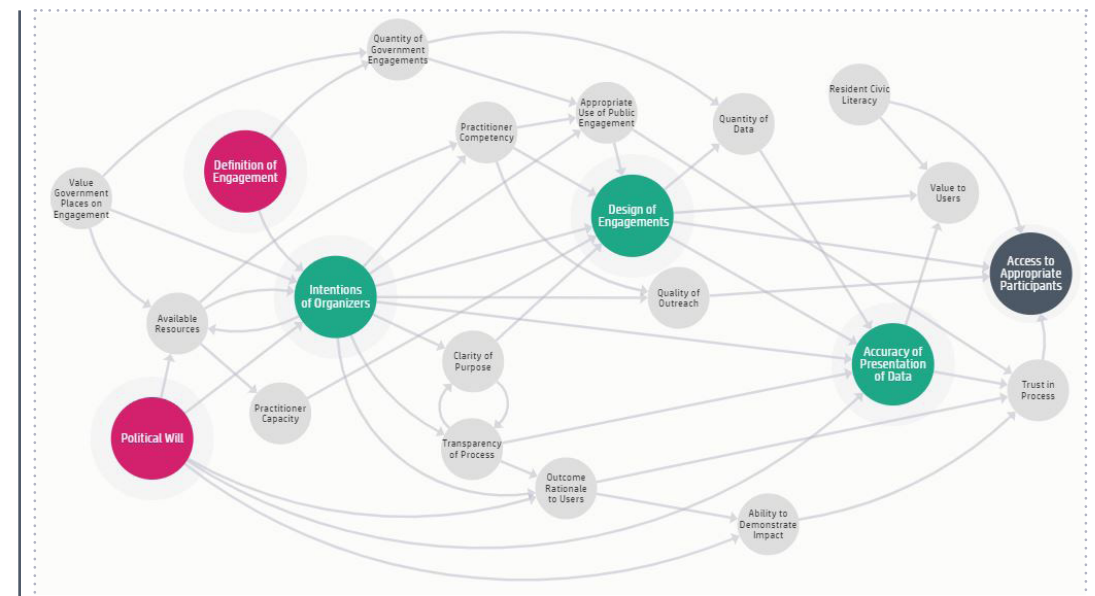 Quantity of
Government
Engagements
Resident Civic
Literacy
Appropriate
Use of Public
Engagement
Quantity of
Data
Practitioner
Competency
Definition of
Engagement
Value
Government
Places on
Engagement
Value to
Users
Design of
Engagements
Access to
Appropriate
Participants
Intentions
of Organizers
Quality of
Outreach
Available
Resources
Clarity of
Purpose
Accuracy of
Presentation
of Data
Trust in
Process
Practitioner
Capacity
Political Will
Transparency
of Process
Outcome
Rationale
to Users
Ability to
Demonstrate
Impact